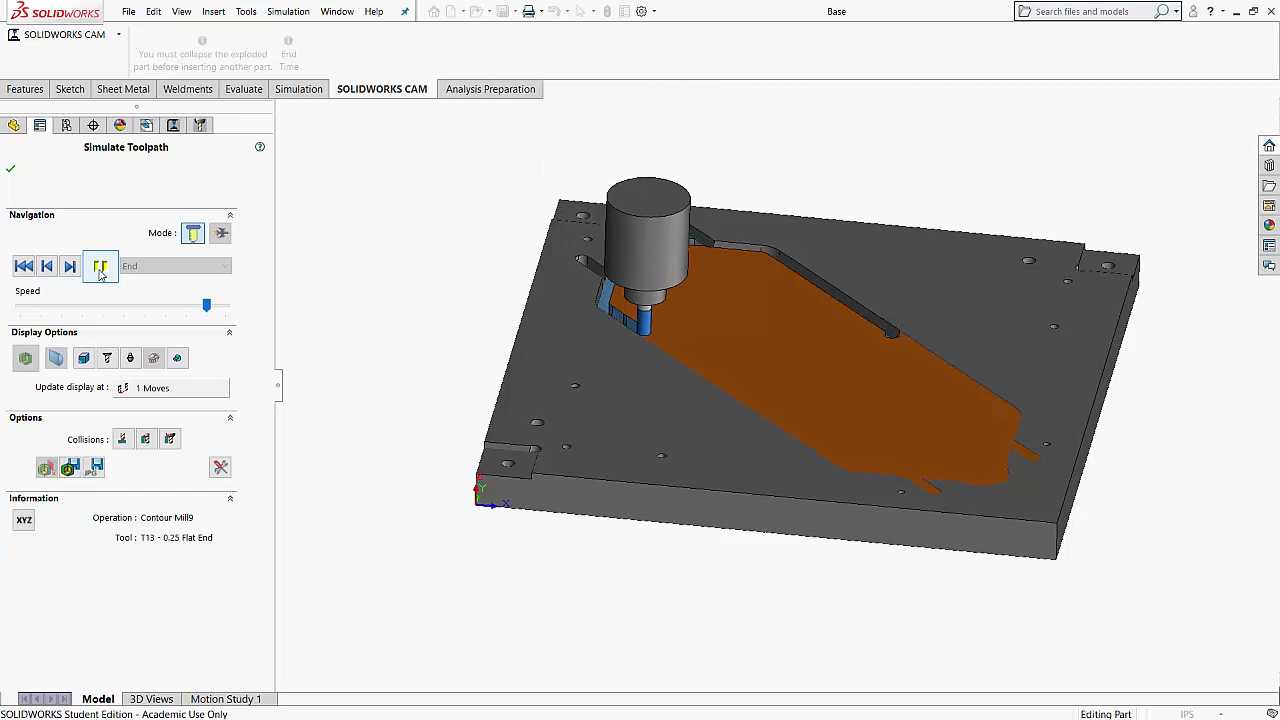 SOLIDWORKS File Edit View Insert Tools Simulation Window Help Base Search files and models ?
SOLIDWORKS CAM
You must collapse the exploded
part before inserting another part.
End
Time
Features Sketch Sheet Metal Weldments Evaluate Simulation SOLIDWORKS CAM Analysis Preparation
Simulate Toolpath ?
Navigation
Mode :
End
Speed
Display Options
Update display at : 1 Moves
Options
Collisions :
JPG
Information
XYZ
Operation : Contour Mill9
Tool : T13 - 0.25 Flat End
Y
X
Model 3D Views Motion Study 1
SOLIDWORKS Student Edition - Academic Use Only Editing Part IPS